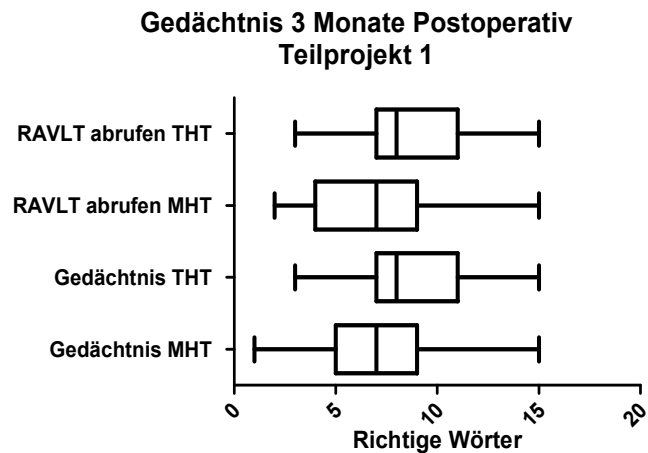 Gedächtnis 3 Monate Postoperativ
Teilprojekt 1
RAVLT abrufen THT
RAVLT abrufen MHT
Gedächtnis THT
Gedächtnis MHT
0 5 10 15 20
Richtige Wörter